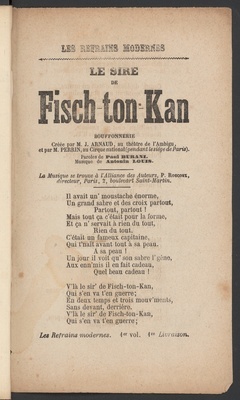 LES REFRAINS MODERNES
LE SIRE
DE
Fisch-ton-Kan
BOUFFONNERIE
Créée par M. J. ARNAUD, au théâtre de l'Ambigu,
et par M. PERRIN, au Cirque national (pendant le siége de Paris).
Paroles de Paul BURANI.
Musique de Antonin LOUIS.
La Musique se trouve à l'Alliance des Auteurs, P.
directeur, Paris, 2, boulevart Saint-Martin.
Il avait un' moustache énorme,
Un grand sabre et des croix partout,
Partout, partout !
Mais tout ça c'était pour la forme,
Et ça n' servait à rien du tout,
Rien du tout.
C'était un fameux capitaine,
Qui t'nait avant tout à sa peau.
À sa peau !
Un jour il voit qu' son sabre l' gêne,
Aux enn'mis il en fait cadeau,
Quel beau cadeau !
V'là le sir' de Fisch-ton-Kan,
Qui s'en va t'en guerre;
En deux temps et trois mouv'ments,
Sens devant, derrière,
V'là le sir' de Fisch-ton-Kan,
Qui s'en va t'en guerre;
Les Refrains modernes. 1er vol. 1re Livraison.